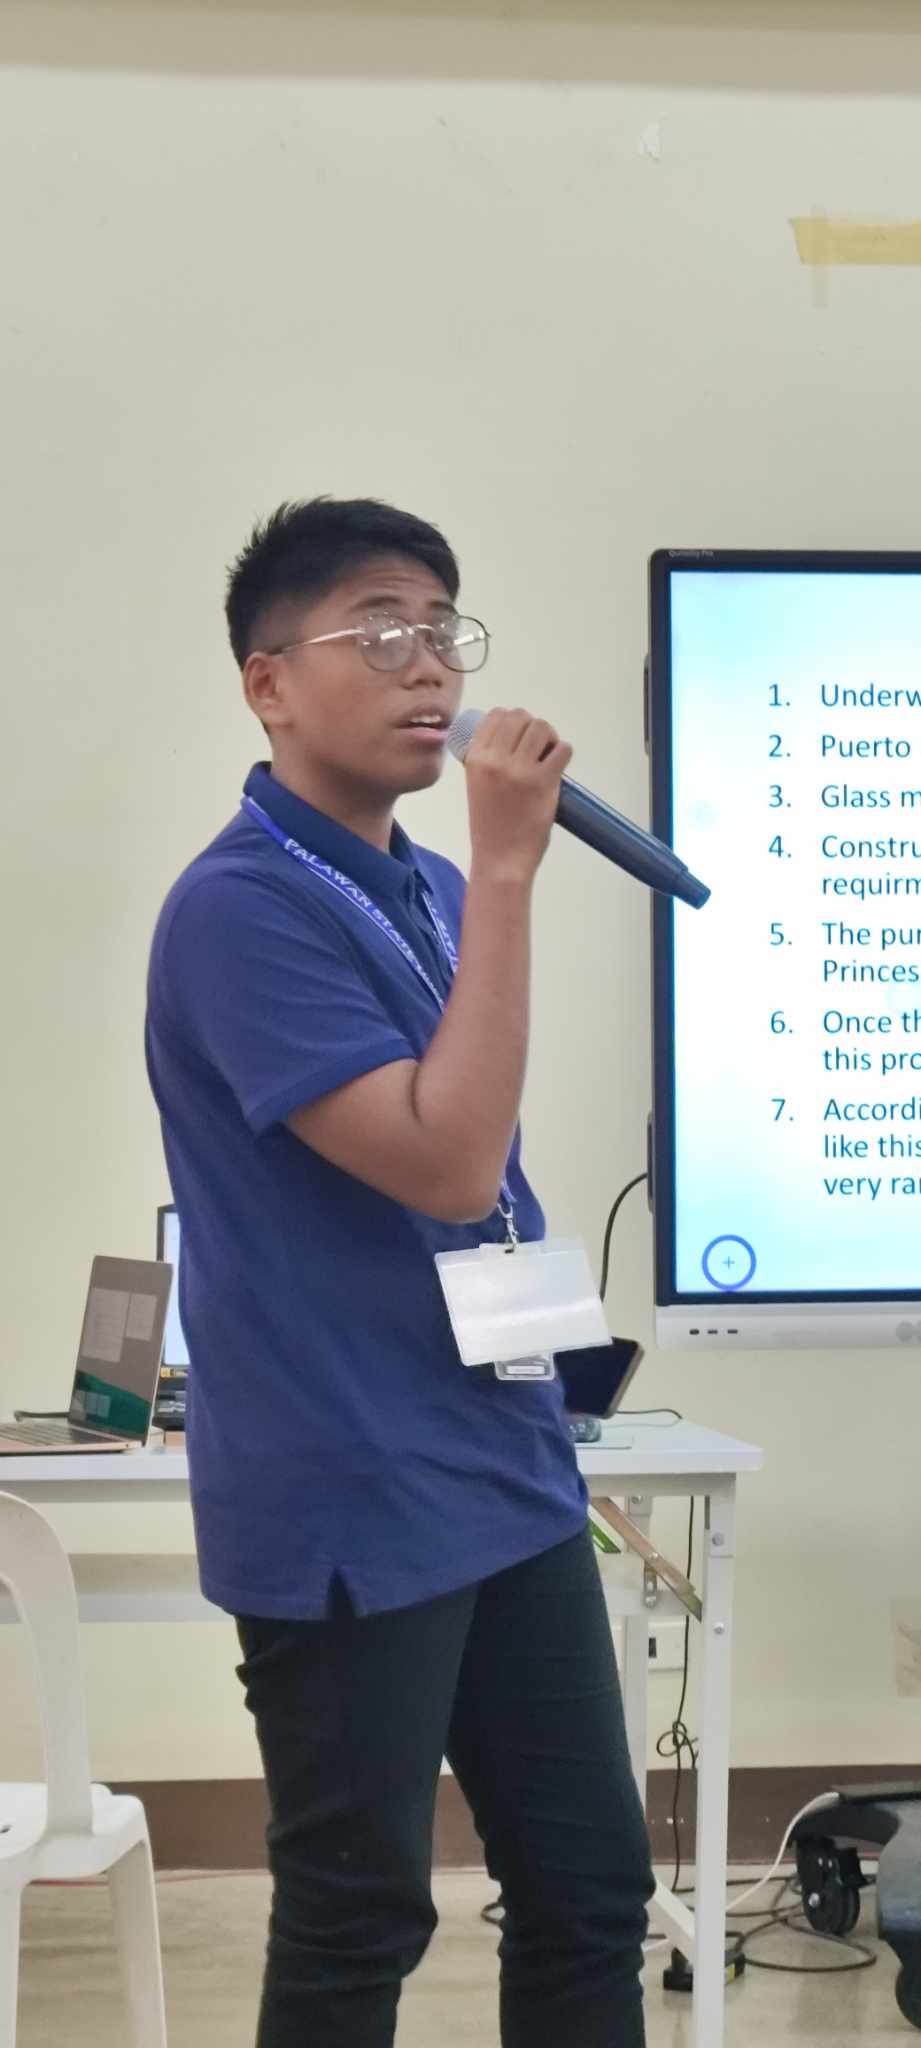 PALAWAN STATE
1. Underw
2. Puerto
3. Glass m
4. Constru
requirm
5. The pur
Princes
6. Once th
this pro
7. Accordi
like this
very rar